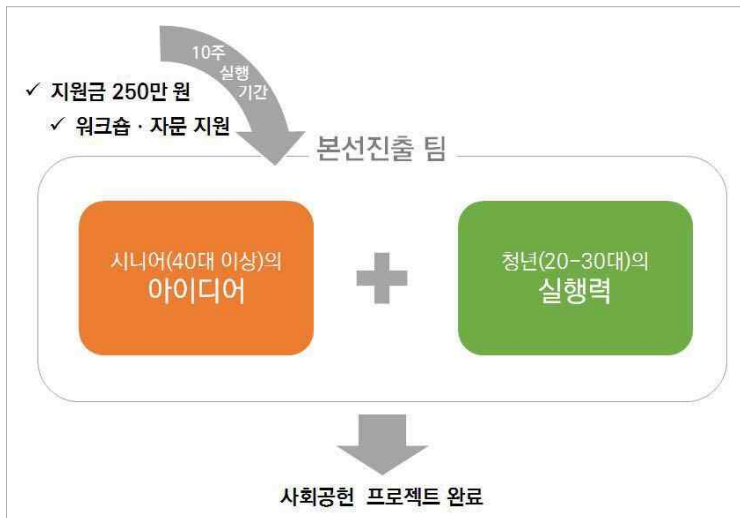 10주
실행
기간
✓ 지원금 250만 원
✓ 워크숍 · 자문 지원
본선진출 팀
시니어(40대 이상)의
아이디어
청년(20-30대)의
실행력
사회공헌 프로젝트 완료